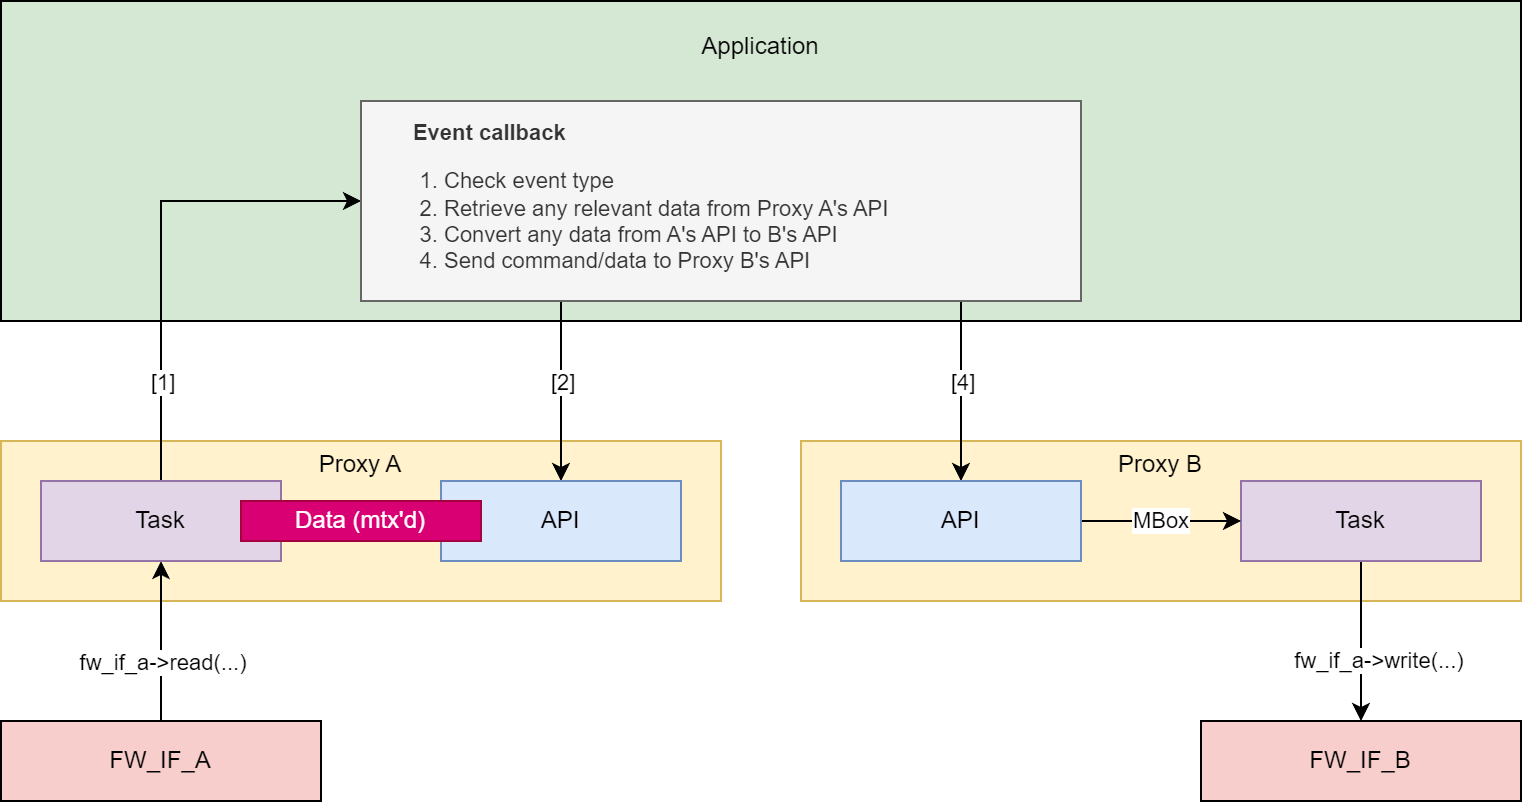 Application
Event callback
1. Check event type
2. Retrieve any relevant data from Proxy A's API
3. Convert any data from A's API to B's API
4. Send command/data to Proxy B's API
[1]
[2]
[4]
Proxy A
Task
Data (mtx'd)
API
Proxy B
API
MBox
Task
fw_if_a->read(...)
fw_if_a->write(...)
FW_IF_A
FW_IF_B